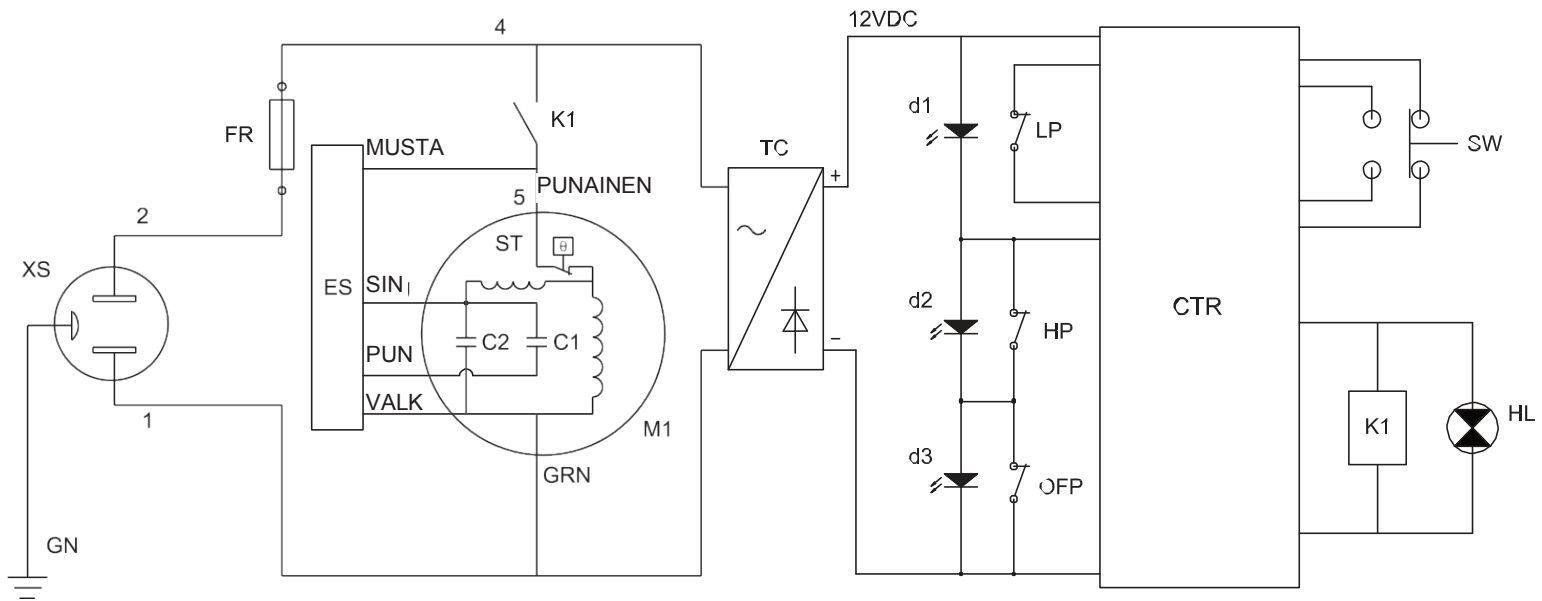 12VDC
4
d1
K1
LP
FR
TC
SW
MUSTA
+
PUNAINEN
5
2
ST
θ
XS
ES
SIN
d2
HP
CTR
C2
C1
−
PUN
VALK
1
M1
HL
K1
d3
GRN
OFP
GN